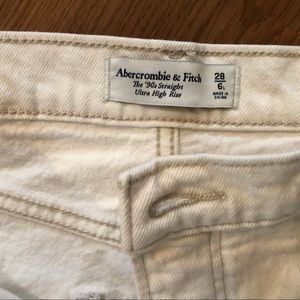 Abercrombie & Fitch
The '90s Straight
Ultra High Rise
28
6L
MADE IN
CHINA